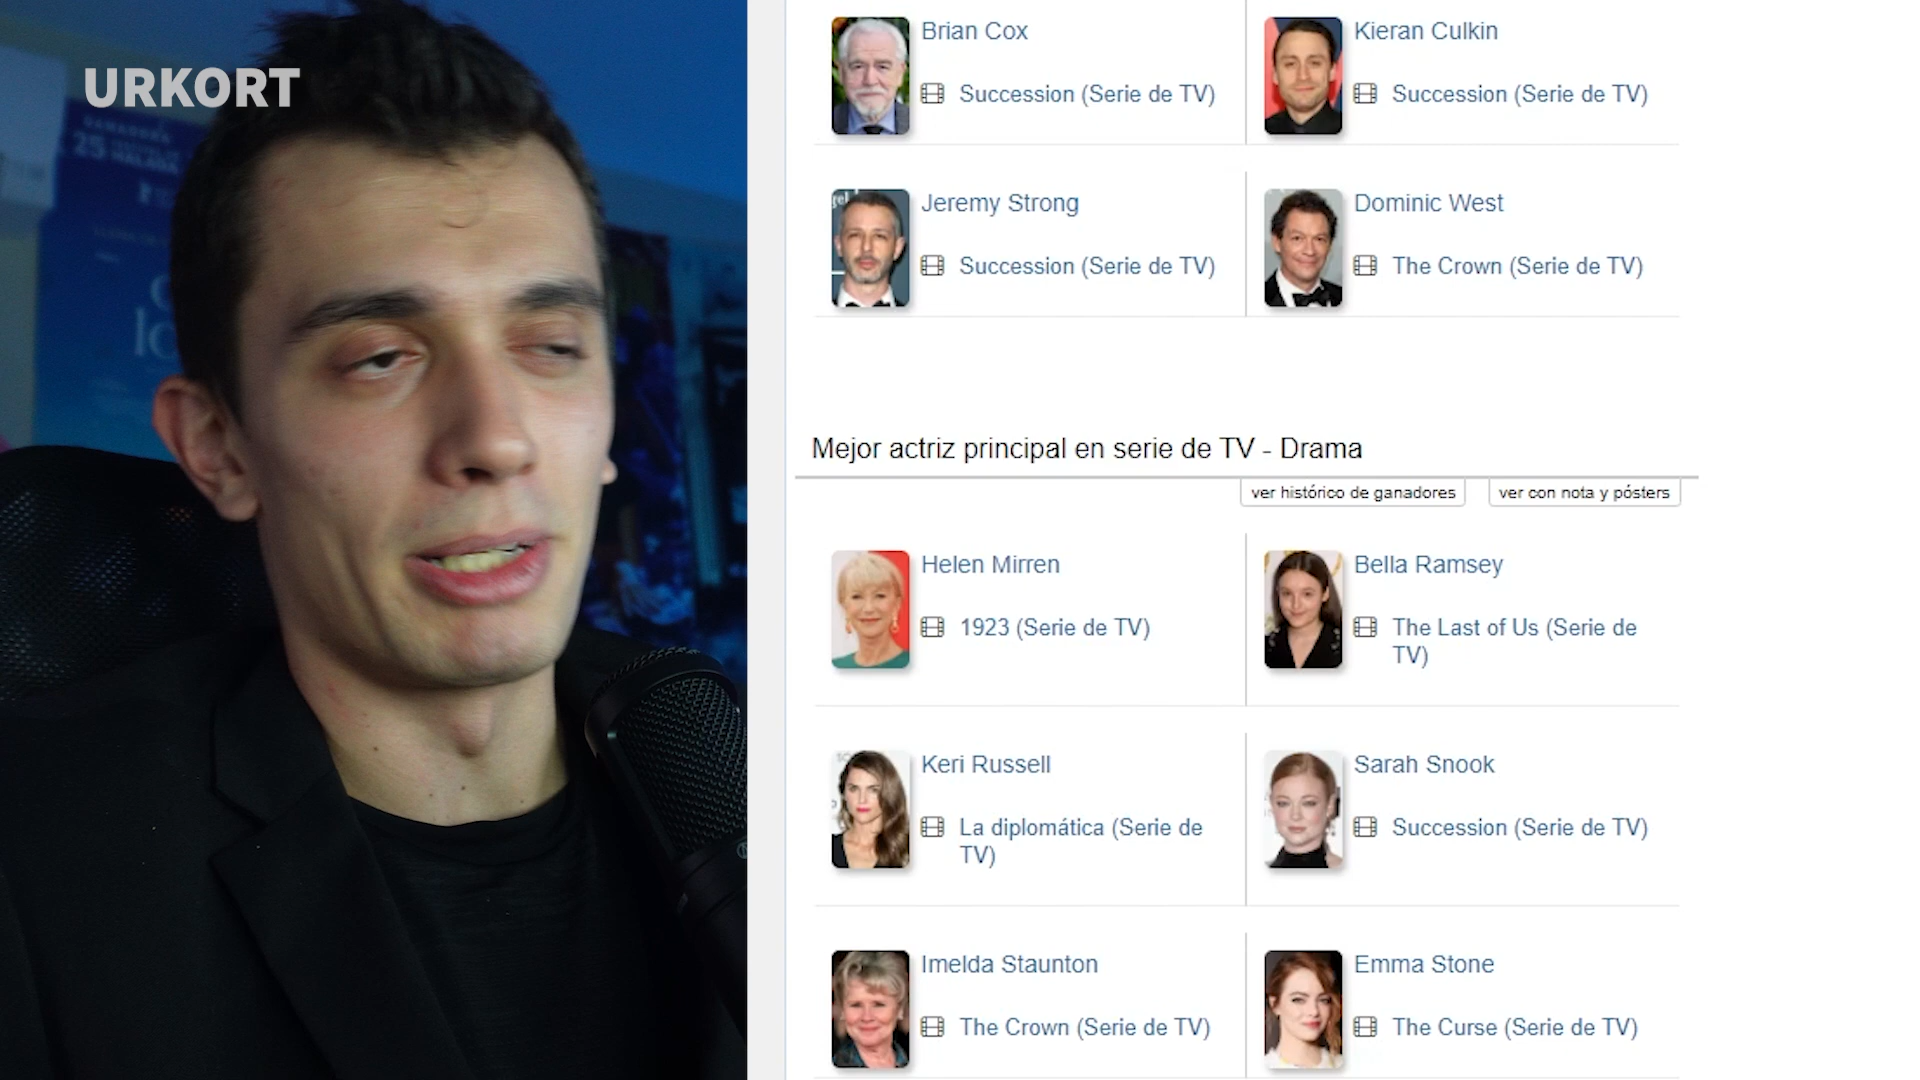 URKORT
PANORAMA
25
MÁLAGA
Brian Cox
Succession (Serie de TV)
Kieran Culkin
Succession (Serie de TV)
Jeremy Strong
Succession (Serie de TV)
Dominic West
The Crown (Serie de TV)
Mejor actriz principal en serie de TV - Drama
ver histórico de ganadores
ver con nota y pósters
Helen Mirren
1923 (Serie de TV)
Bella Ramsey
The Last of Us (Serie de
TV)
Keri Russell
La diplomática (Serie de
TV)
Sarah Snook
Succession (Serie de TV)
Imelda Staunton
The Crown (Serie de TV)
Emma Stone
The Curse (Serie de TV)